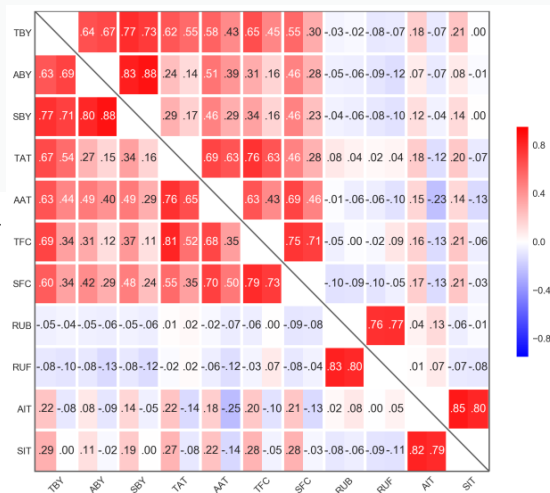 TBY .64 .67 .77 .73 .62 .55 .58 .43 .65 .45 .55 .30 -.03 -.02 -.08 -.07 .18 -.07 .21 .00
ABY .63 .69 .83 .88 .24 .14 .51 .39 .31 .16 .46 .28 -.05 -.06 -.09 -.12 .07 -.07 .08 -.01
SBY .77 .71 .80 .88 .29 .17 .46 .29 .34 .16 .46 .23 -.04 -.06 -.08 -.10 .04 -.12 .14 .00
TAT .67 .54 .27 .15 .34 .16 .69 .63 .76 .63 .46 .28 .08 .04 .02 .04 .18 -.12 .20 -.07
AAT .63 .44 .49 .40 .49 .29 .76 .65 .63 .43 .69 .46 -.01 -.06 -.06 -.10 .15 -.23 .14 -.13
TFC .69 .34 .31 .12 .37 .11 .81 .52 .68 .35 .75 .71 -.05 .00 -.02 .09 .16 -.13 .21 -.06
SFC .60 .34 .42 .29 .48 .24 .55 .35 .70 .50 .79 .73 -.10 -.09 -.10 -.05 .17 -.13 .21 -.03
RUB -.05 -.04 -.05 -.06 -.05 -.06 .01 .02 -.02 -.07 -.06 .00 -.09 -.08 .76 .77 .04 .13 -.06 -.01
RUF -.08 -.10 -.08 -.13 -.08 -.12 -.02 .02 -.06 -.12 -.03 .07 -.08 -.04 .83 .80 .01 .07 -.07 -.08
AIT .22 -.08 .08 -.09 .14 -.05 .22 -.14 .18 -.25 .20 -.10 .21 -.13 .02 .08 .00 .05 .85 .80
SIT .29 .00 .11 -.02 .19 .00 .27 -.08 .22 -.14 .28 -.05 .28 -.03 -.08 -.06 -.09 -.11 .82 .79
TBY ABY SBY TAT AAT TFC SFC RUB RUF AIT SIT
0.8
0.4
0.0
-0.4
-0.8